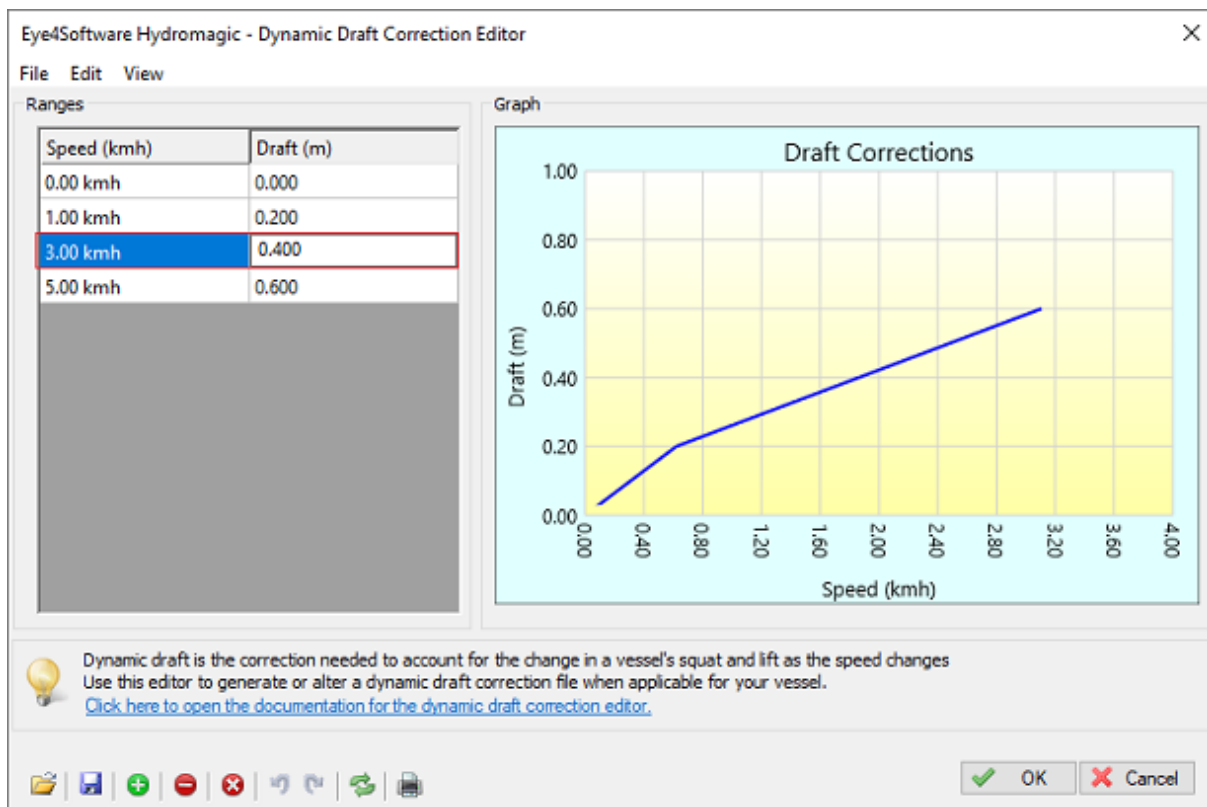 Eye4Software Hydromagic - Dynamic Draft Correction Editor
File Edit View
Ranges
Speed (kmh) Draft (m)
0.00 kmh 0.000
1.00 kmh 0.200
3.00 kmh 0.400
5.00 kmh 0.600
Graph
Draft Corrections
1.00
0.80
0.60
0.40
0.20
0.00
Draft (m)
0.00 0.40 0.80 1.20 1.60 2.00 2.40 2.80 3.20 3.60 4.00
Speed (kmh)
Dynamic draft is the correction needed to account for the change in a vessel's squat and lift as the speed changes
Use this editor to generate or alter a dynamic draft correction file when applicable for your vessel.
Click here to open the documentation for the dynamic draft correction editor.
OK Cancel